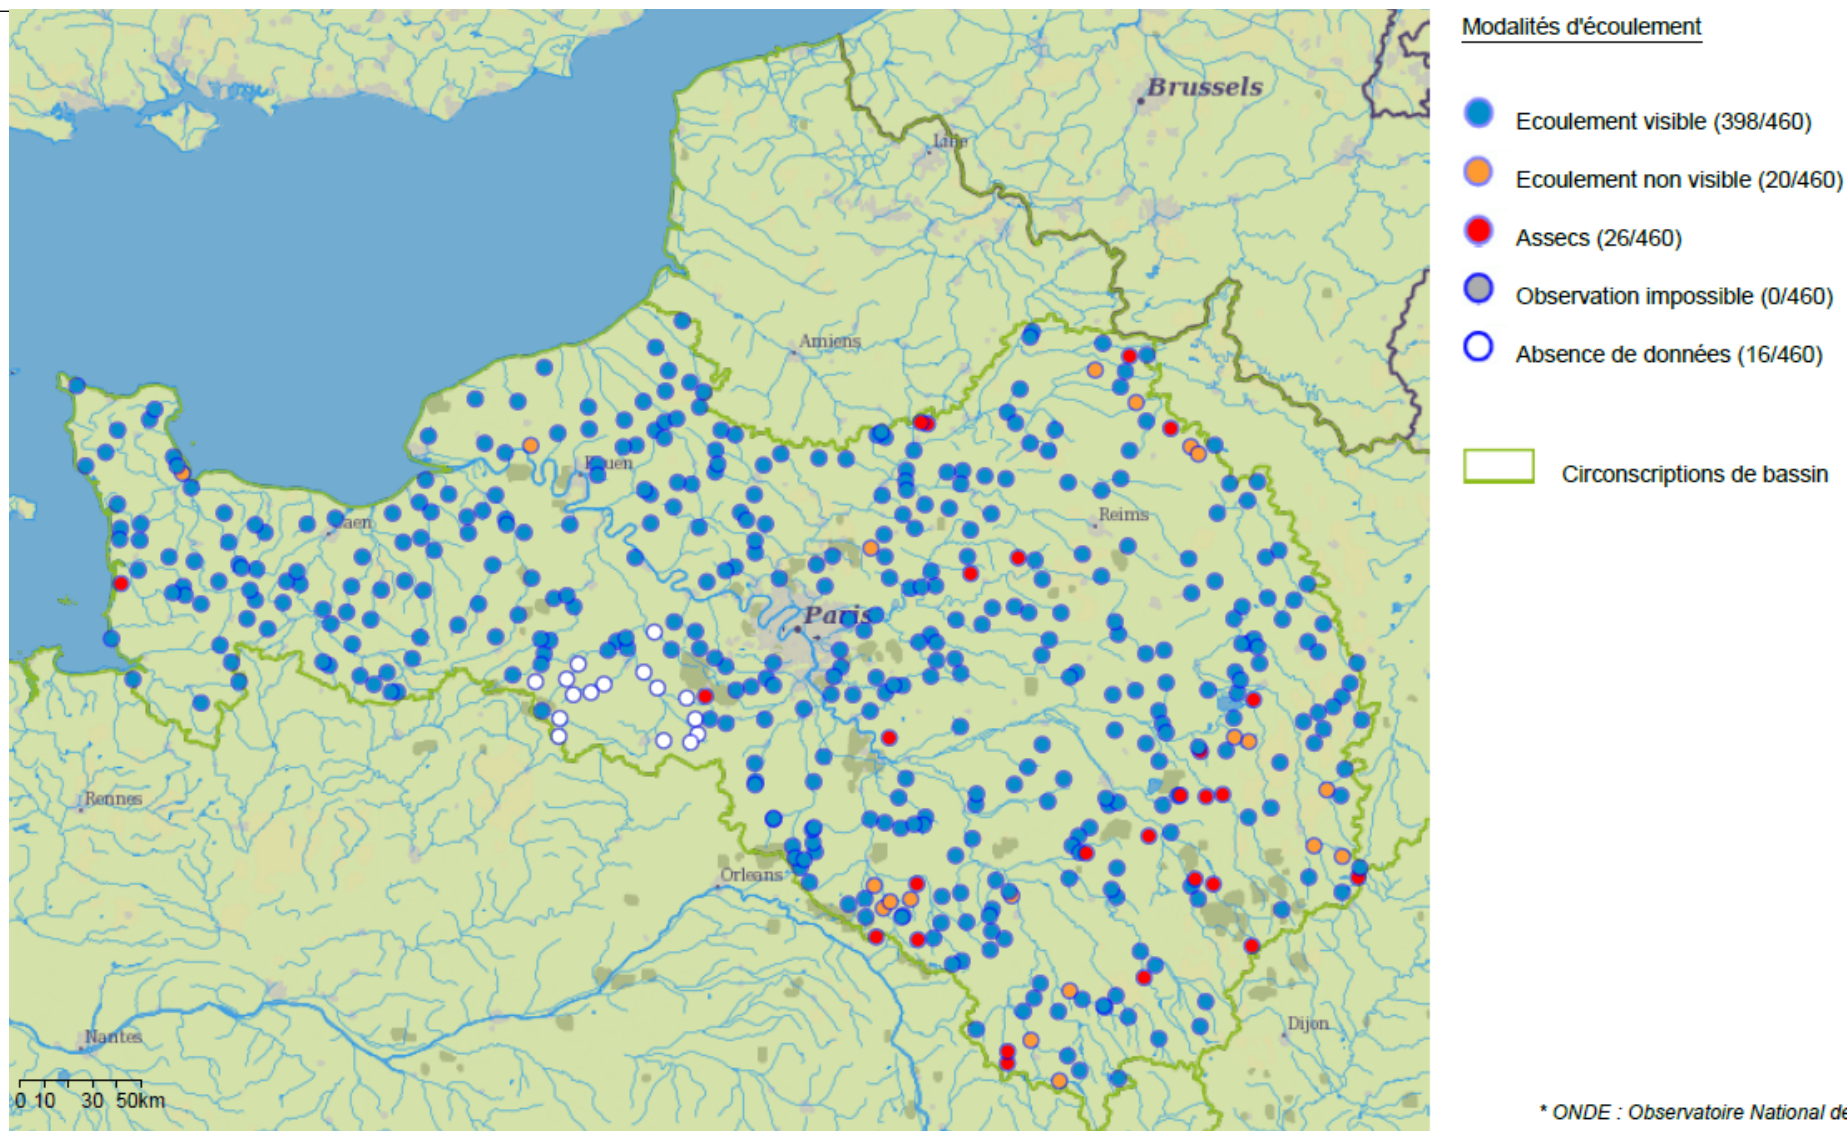 Modalités d'écoulement
Ecoulement visible (398/460)
Ecoulement non visible (20/460)
Assecs (26/460)
Observation impossible (0/460)
Absence de données (16/460)
Circonscriptions de bassin
Brussels
Lille
Amiens
Rouen
Caen
Reims
Paris
Rennes
Orleans
Nantes
Dijon
0 10 30 50km
* ONDE : Observatoire National de